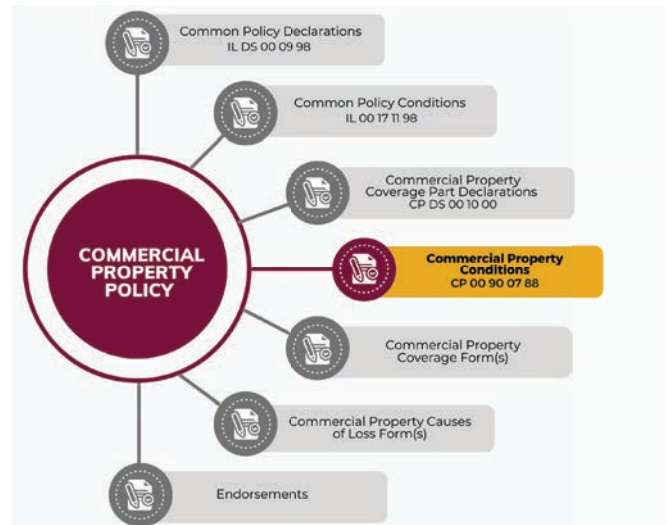 Common Policy Declarations
IL DS 00 09 98
Common Policy Conditions
IL 00 17 11 98
Commercial Property
Coverage Part Declarations
CP DS 00 10 00
COMMERCIAL
PROPERTY
POLICY
Commercial Property
Conditions
CP 00 90 07 88
Commercial Property
Coverage Form(s)
Commercial Property Causes
of Loss Form(s)
Endorsements